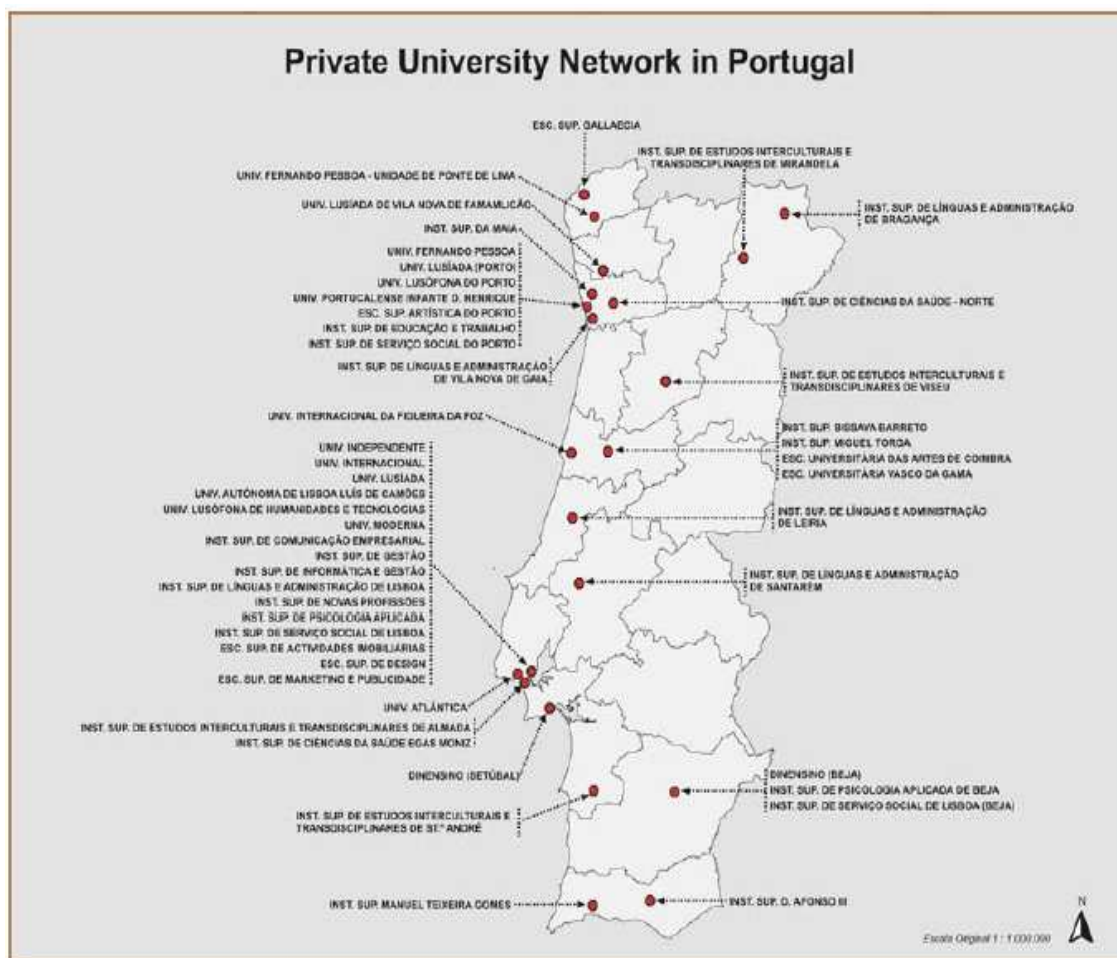 Private University Network in Portugal
ESC. SUP. GALLAECIA
INST. SUP. DE ESTUDOS INTERCULTURAIS E
TRANSDISCIPLINARES DE MIRANDELA
UNIV. FERNANDO PESSOA - UNIDADE DE PONTE DE LIMA
UNIV. LUSÍADA DE VILA NOVA DE FAMAMLICÃO
INST. SUP. DE LÍNGUAS E ADMINISTRAÇÃO
DE BRAGANÇA
INST. SUP. DA MAIA
UNIV. FERNANDO PESSOA
UNIV. LUSÍADA (PORTO)
UNIV. LUSÓFONA DO PORTO
UNIV. PORTUCALENSE INFANTE D. HENRIQUE
ESC. SUP. ARTÍSTICA DO PORTO
INST. SUP. DE EDUCAÇÃO E TRABALHO
INST. SUP. DE SERVIÇO SOCIAL DO PORTO
INST. SUP. DE CIÊNCIAS DA SAÚDE - NORTE
INST. SUP. DE LÍNGUAS E ADMINISTRAÇÃO
DE VILA NOVA DE GAIA
INST. SUP. DE ESTUDOS INTERCULTURAIS E
TRANSDISCIPLINARES DE VISEU
UNIV. INTERNACIONAL DA FIGUEIRA DA FOZ
INST. SUP. BISSAYA BARRETO
INST. SUP. MIGUEL TORGA
ESC. UNIVERSITÁRIA DAS ARTES DE COIMBRA
ESC. UNIVERSITÁRIA VASCO DA GAMA
UNIV. INDEPENDENTE
UNIV. INTERNACIONAL
UNIV. LUSÍADA
UNIV. AUTÓNOMA DE LISBOA LUÍS DE CAMÕES
UNIV. LUSÓFONA DE HUMANIDADES E TECNOLOGIAS
UNIV. MODERNA
INST. SUP. DE COMUNICAÇÃO EMPRESARIAL
INST. SUP. DE GESTÃO
INST. SUP. DE INFORMÁTICA E GESTÃO
INST. SUP. DE LÍNGUAS E ADMINISTRAÇÃO DE LISBOA
INST. SUP. DE NOVAS PROFISSÕES
INST. SUP. DE PSICOLOGIA APLICADA
INST. SUP. DE SERVIÇO SOCIAL DE LISBOA
ESC. SUP. DE ACTIVIDADES IMOBILIÁRIAS
ESC. SUP. DE DESIGN
ESC. SUP. DE MARKETING E PUBLICIDADE
INST. SUP. DE LÍNGUAS E ADMINISTRAÇÃO
DE LEIRIA
INST. SUP. DE LÍNGUAS E ADMINISTRAÇÃO
DE SANTARÉM
UNIV. ATLÂNTICA
INST. SUP. DE ESTUDOS INTERCULTURAIS E TRANSDISCIPLINARES DE ALMADA
INST. SUP. DE CIÊNCIAS DA SAÚDE EGAS MONIZ
DINENSINO (SETÚBAL)
DINENSINO (BEJA)
INST. SUP. DE PSICOLOGIA APLICADA DE BEJA
INST. SUP. DE SERVIÇO SOCIAL DE LISBOA (BEJA)
INST. SUP. DE ESTUDOS INTERCULTURAIS E
TRANSDISCIPLINARES DE ST.º ANDRÉ
INST. SUP. MANUEL TEIXEIRA GOMES
INST. SUP. D. AFONSO III
N
Escala Original 1 : 1 000.000